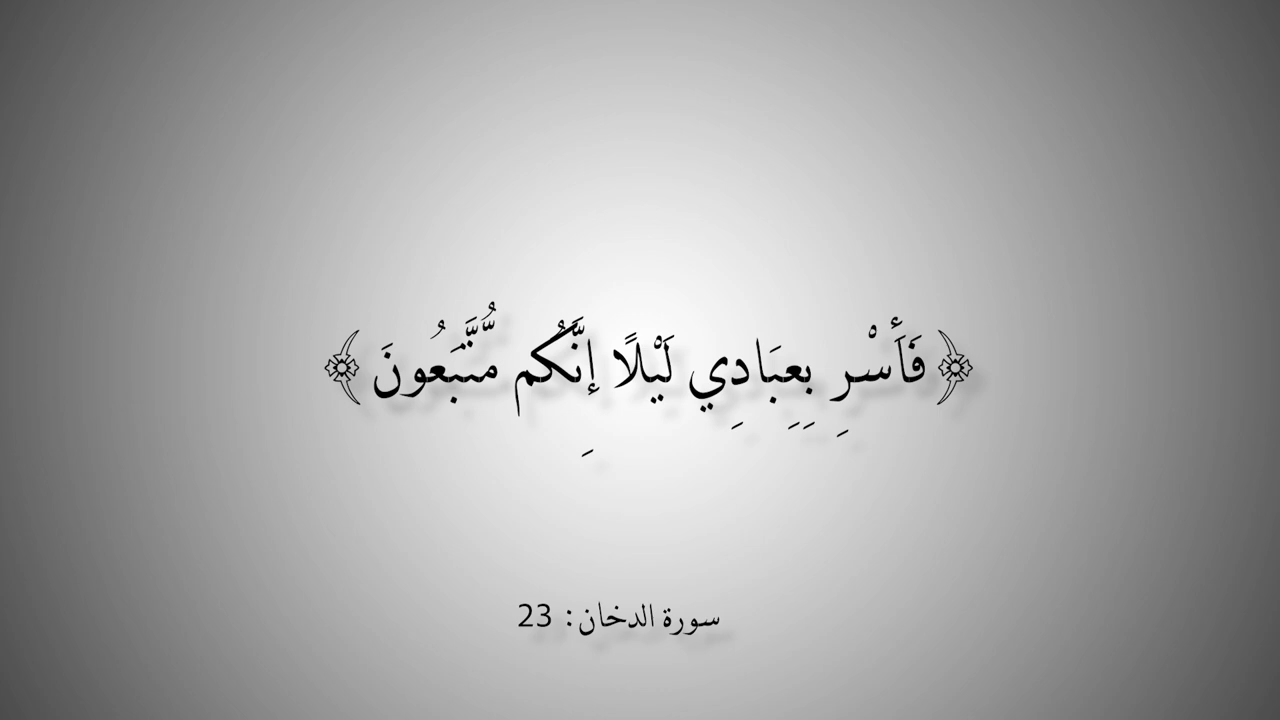 ﴿فَأَسْرِ بِعِبَادِي لَيْلًا إِنَّكُم مُّتَّبَعُونَ﴾
سورة الدخان: 23